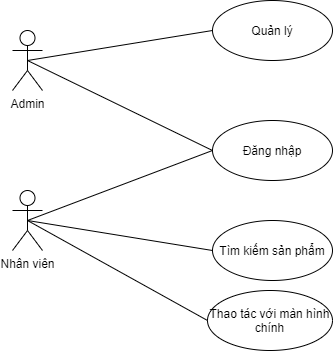 Quản lý
Admin
Đăng nhập
Nhân viên
Tìm kiếm sản phẩm
Thao tác với màn hình
chính